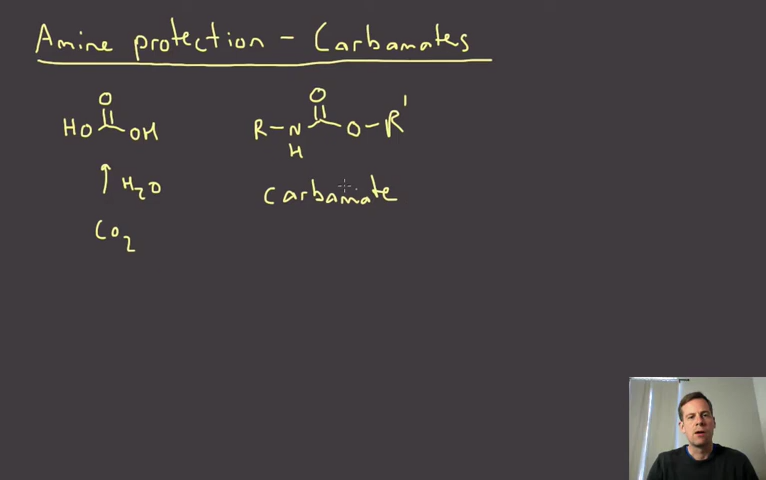 Amine protection - Carbamates
O
HO OH
↑ H2O
CO2
O
R-N O-R'
H
carbamate